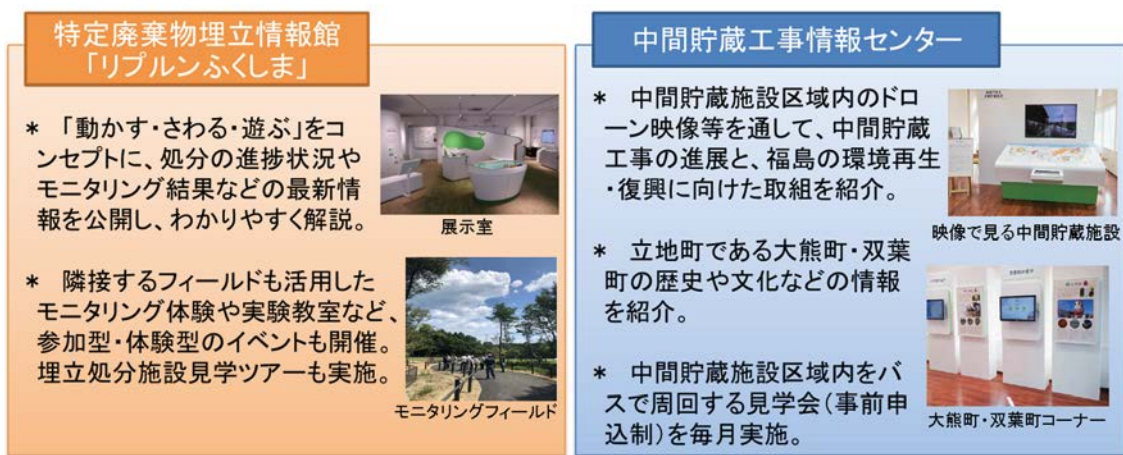 特定廃棄物埋立情報館
「リプルンふくしま」
* 「動かす・さわる・遊ぶ」をコ
ンセプトに、処分の進捗状況や
モニタリング結果などの最新情
報を公開し、わかりやすく解説。
展示室
* 隣接するフィールドも活用した
モニタリング体験や実験教室など、
参加型・体験型のイベントも開催。
埋立処分施設見学ツアーも実施。
モニタリングフィールド
中間貯蔵工事情報センター
* 中間貯蔵施設区域内のドロ
ーン映像等を通して、中間貯蔵
工事の進展と、福島の環境再生
・復興に向けた取組を紹介。
映像で見る中間貯蔵施設
* 立地町である大熊町・双葉
町の歴史や文化などの情報
を紹介。
* 中間貯蔵施設区域内をバ
スで周回する見学会(事前申
込制)を毎月実施。
大熊町・双葉町コーナー